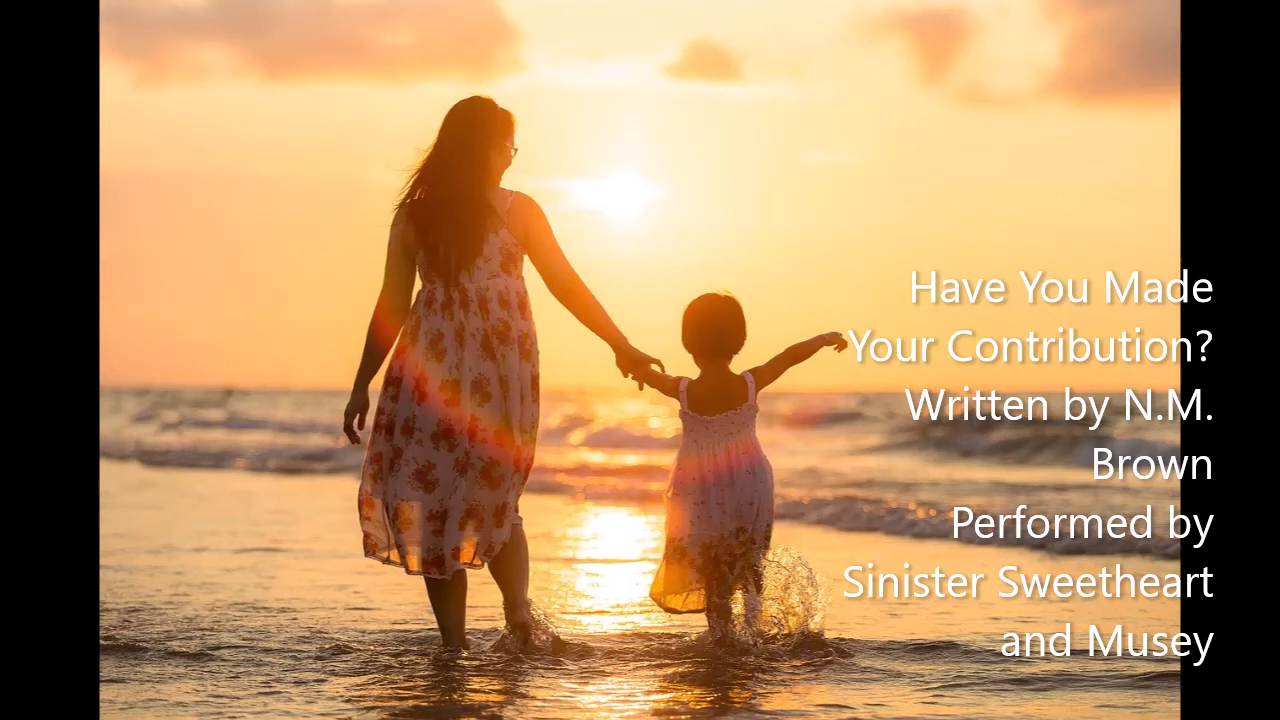 Have You Made
Your Contribution?
Written by N.M.
Brown
Performed by
Sinister Sweetheart
and Musey